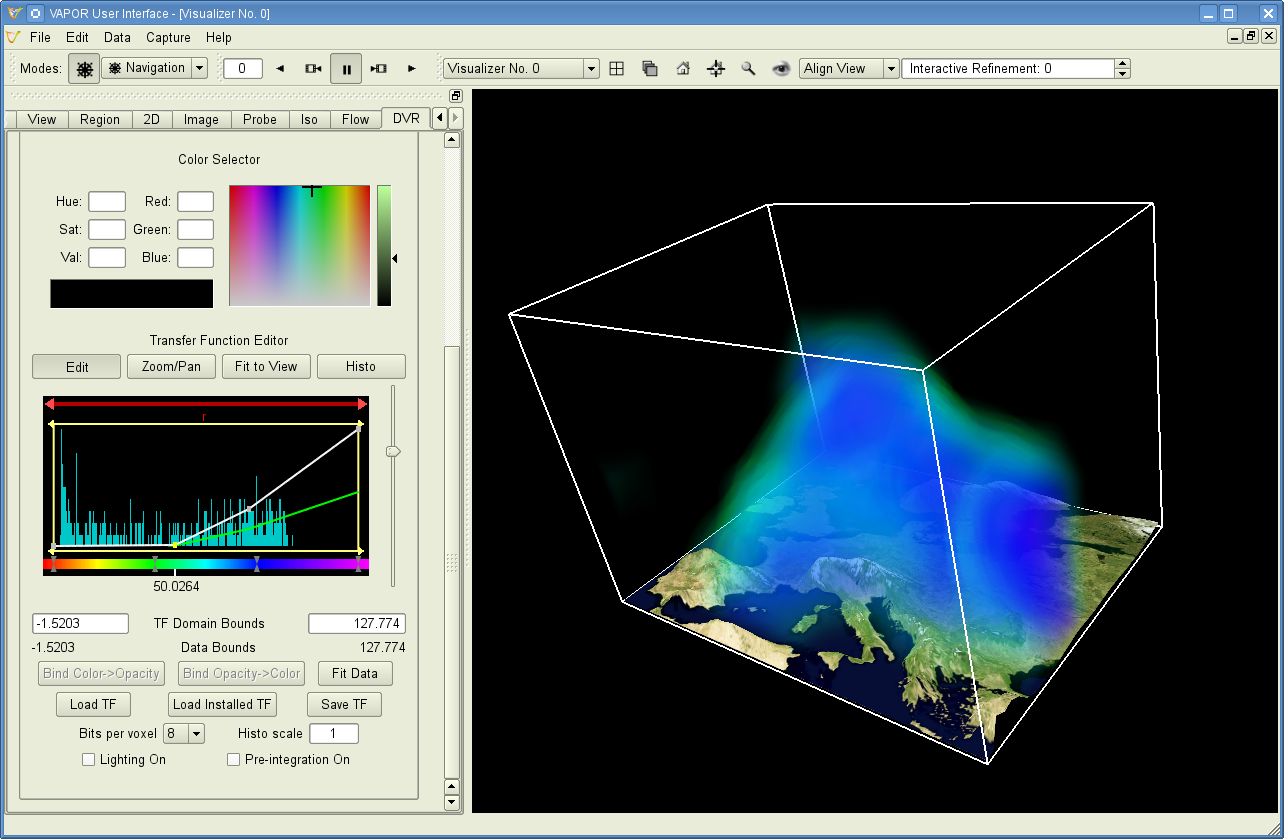 VAPOR User Interface - [Visualizer No. 0]
File Edit Data Capture Help
Modes: Navigation 0 Visualizer No. 0 Align View Interactive Refinement: 0
View Region 2D Image Probe Iso Flow DVR
Color Selector
Hue: Red:
Sat: Green:
Val: Blue:
Transfer Function Editor
Edit Zoom/Pan Fit to View Histo
r
50.0264
-1.5203 TF Domain Bounds 127.774
-1.5203 Data Bounds 127.774
Bind Color->Opacity Bind Opacity->Color Fit Data
Load TF Load Installed TF Save TF
Bits per voxel 8 Histo scale 1
Lighting On Pre-integration On